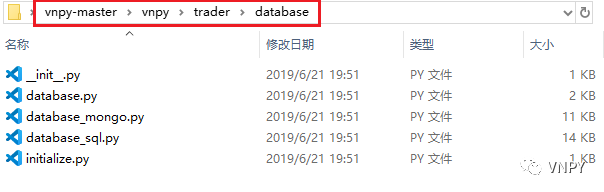 vnpy-master > vnpy > trader > database
名称 修改日期 类型 大小
__init__.py 2019/6/21 19:51 PY 文件 1 KB
database.py 2019/6/21 19:51 PY 文件 2 KB
database_mongo.py 2019/6/21 19:51 PY 文件 11 KB
database_sql.py 2019/6/21 19:51 PY 文件 14 KB
initialize.py 2019/6/21 19:51 PY 文件 1 KB
VNPY